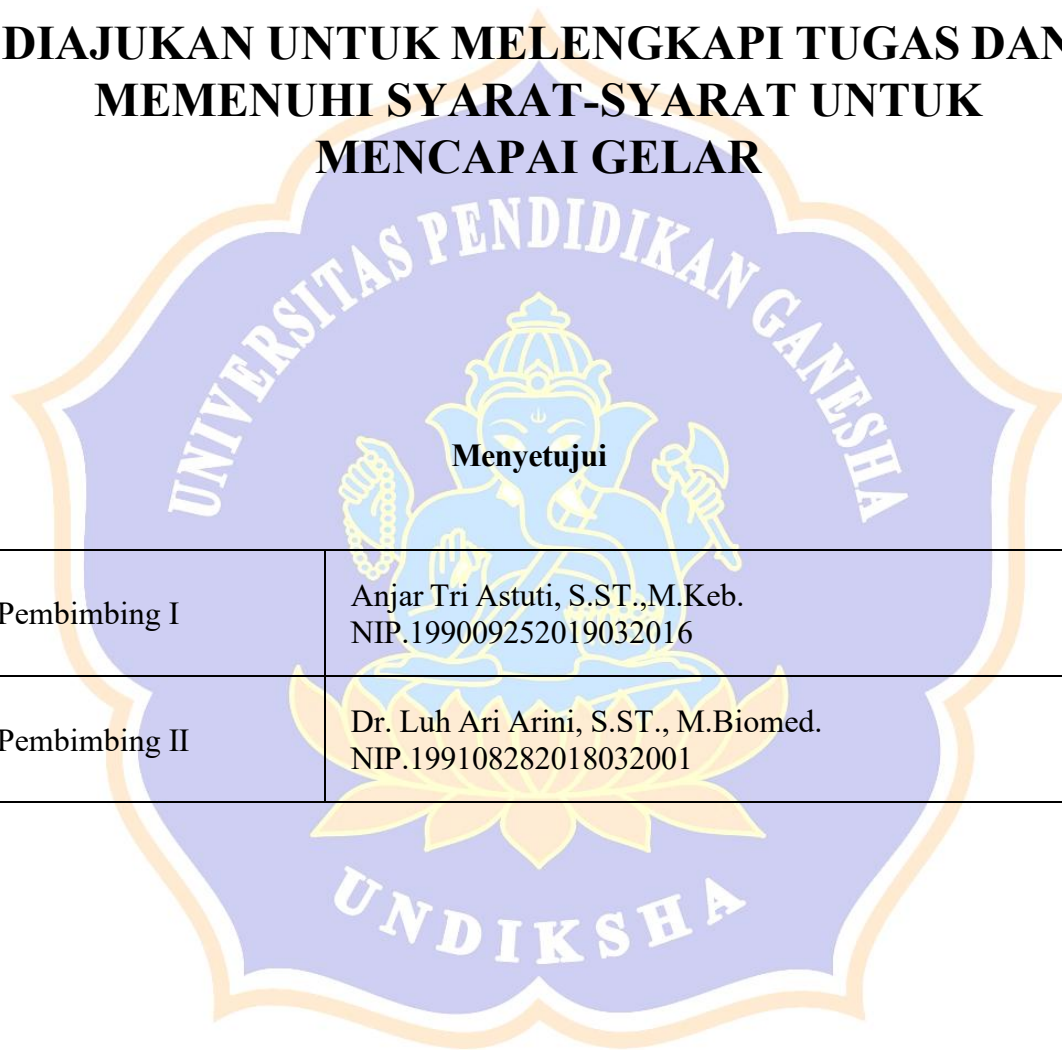 DIAJUKAN UNTUK MELENGKAPI TUGAS DAN
MEMENUHI SYARAT-SYARAT UNTUK
MENCAPAI GELAR
UNIVERSITAS PENDIDIKAN GANESHA
Menyetujui
Pembimbing I
Anjar Tri Astuti, S.ST.,M.Keb.
NIP.199009252019032016
Pembimbing II
Dr. Luh Ari Arini, S.ST., M.Biomed.
NIP.199108282018032001
UNDIKSHA